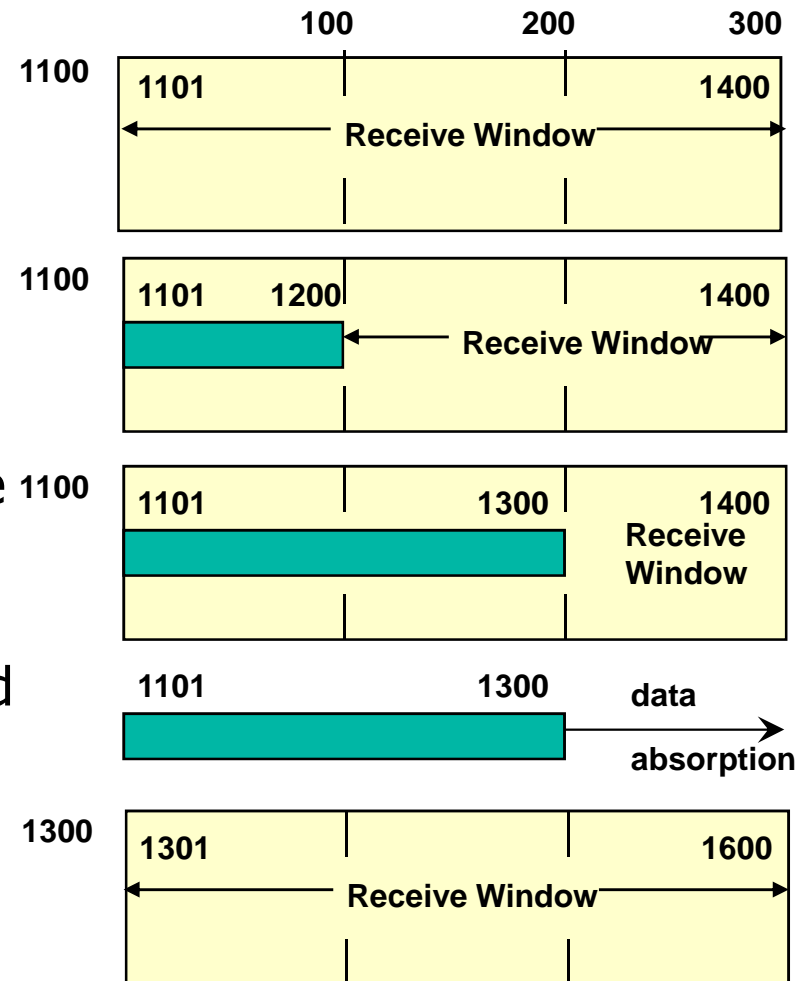 100 200 300
1100
1101 1400
Receive Window
1100
1101 1200 1400
Receive Window
e 1100
1101 1300 1400
Receive
Window
d
1101 1300 data
absorption
1300
1301 1600
Receive Window